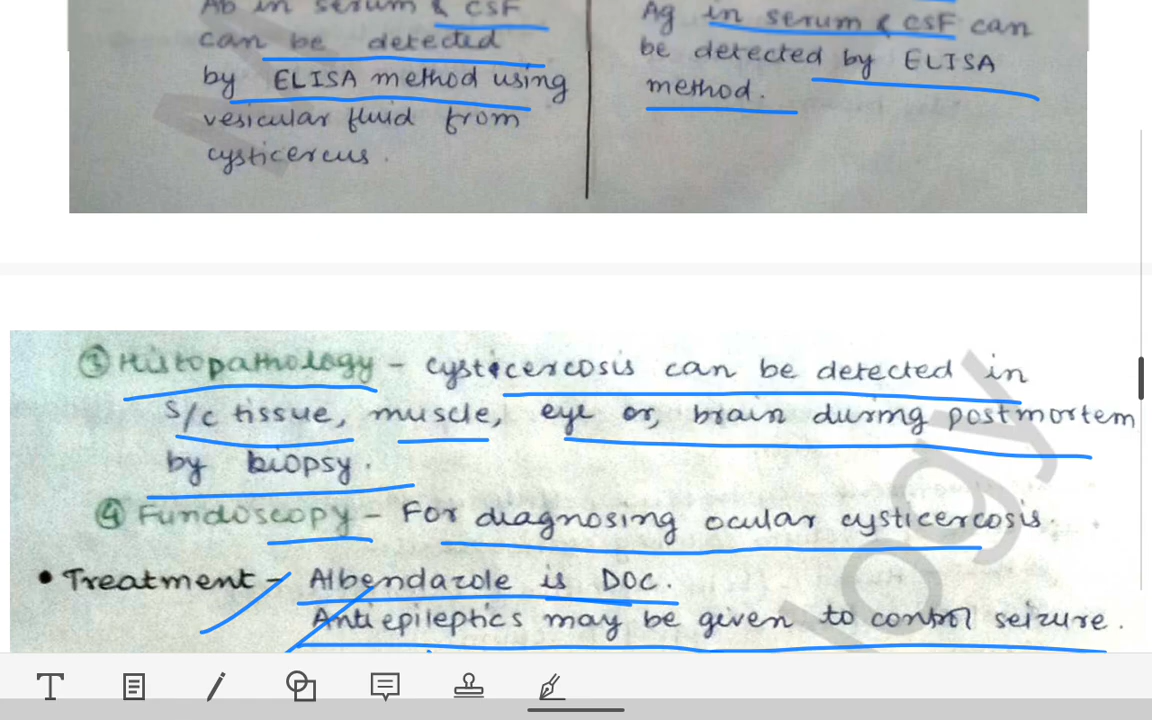 Ab in serum & CSF
can be detected
by ELISA method using
vesicular fluid from
cysticercus.
Ag in serum & CSF can
be detected by ELISA
method.
③ Histopathology - cysticercosis can be detected in
S/c tissue, muscle, eye or, brain during postmortem
by biopsy.
④ Fundoscopy - For diagnosing ocular cysticercosis.
• Treatment - Albendazole is DOC.
Antiepileptics may be given to control seizure.
ogy
T